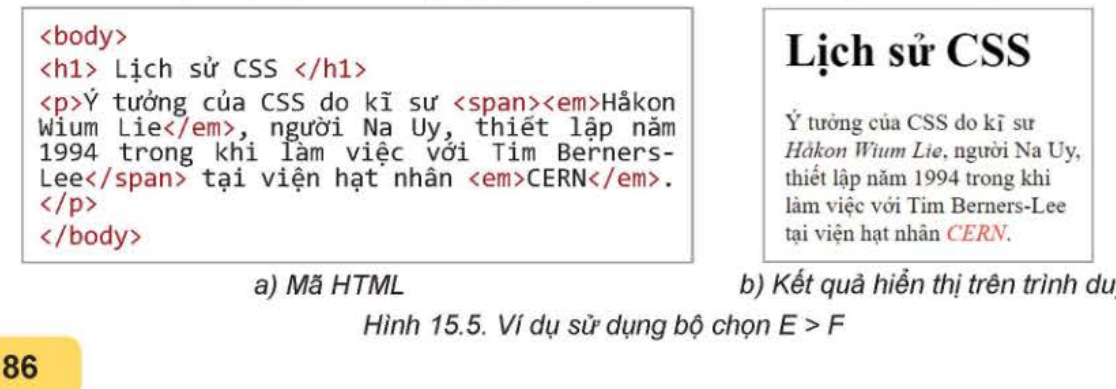 <body>
<h1> Lịch sử CSS </h1>
<p>Ý tưởng của CSS do kĩ sư <span><em>Håkon
Wium Lie</em>, người Na Uy, thiết lập năm
1994 trong khi làm việc với Tim Berners-
Lee</span> tại viện hạt nhân <em>CERN</em>.
</p>
</body>
a) Mã HTML
Lịch sử CSS
Ý tưởng của CSS do kĩ sư
Håkon Wium Lie, người Na Uy,
thiết lập năm 1994 trong khi
làm việc với Tim Berners-Lee
tại viện hạt nhân CERN.
b) Kết quả hiển thị trên trình
Hình 15.5. Ví dụ sử dụng bộ chọn E > F
86